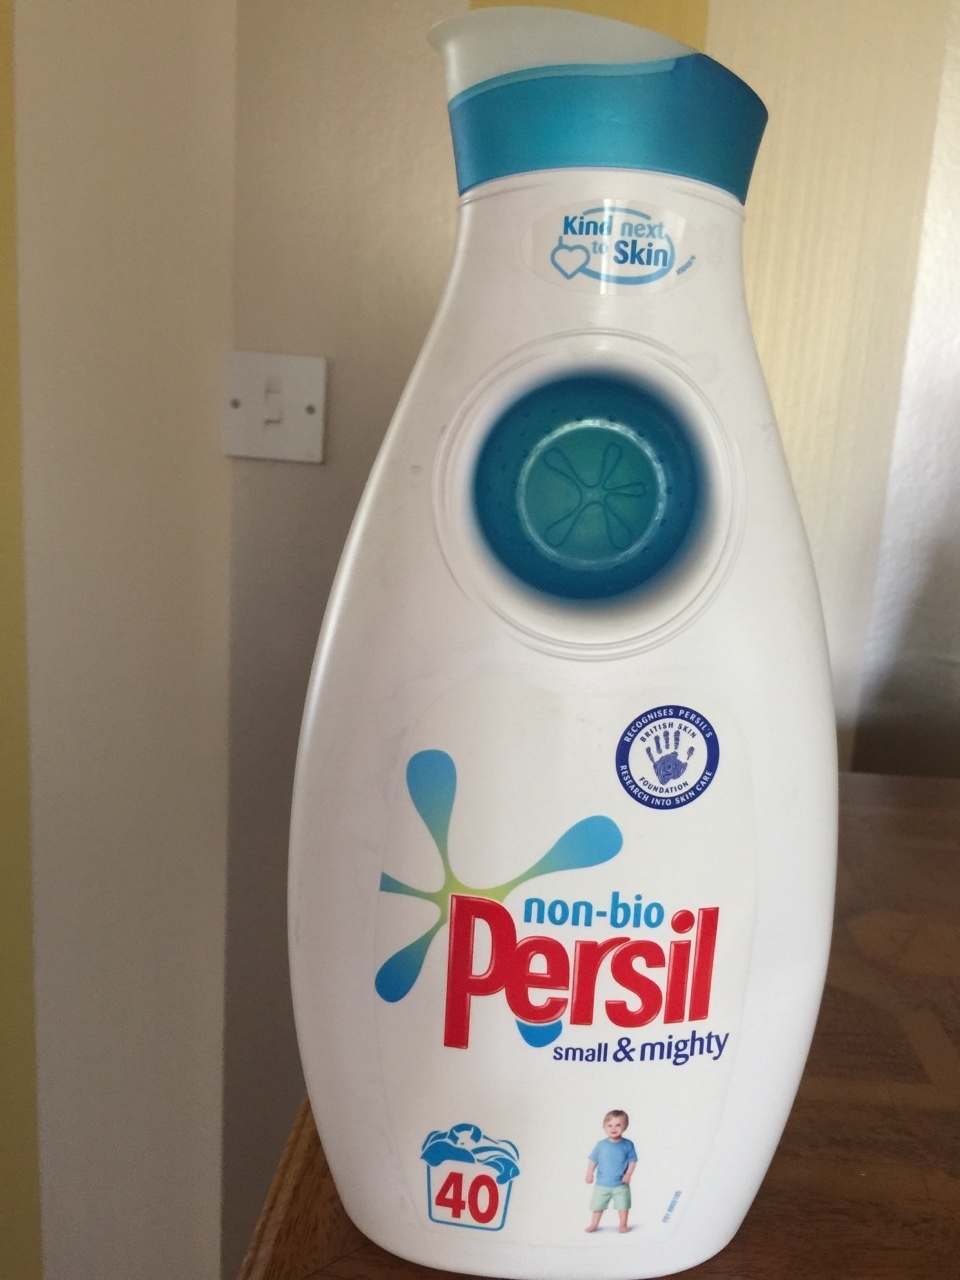 Kind next
to Skin
RECOGNISES PERSIL'S
BRITISH SKIN
FOUNDATION
RESEARCH INTO SKIN CARE
non-bio
Persil
small & mighty
40